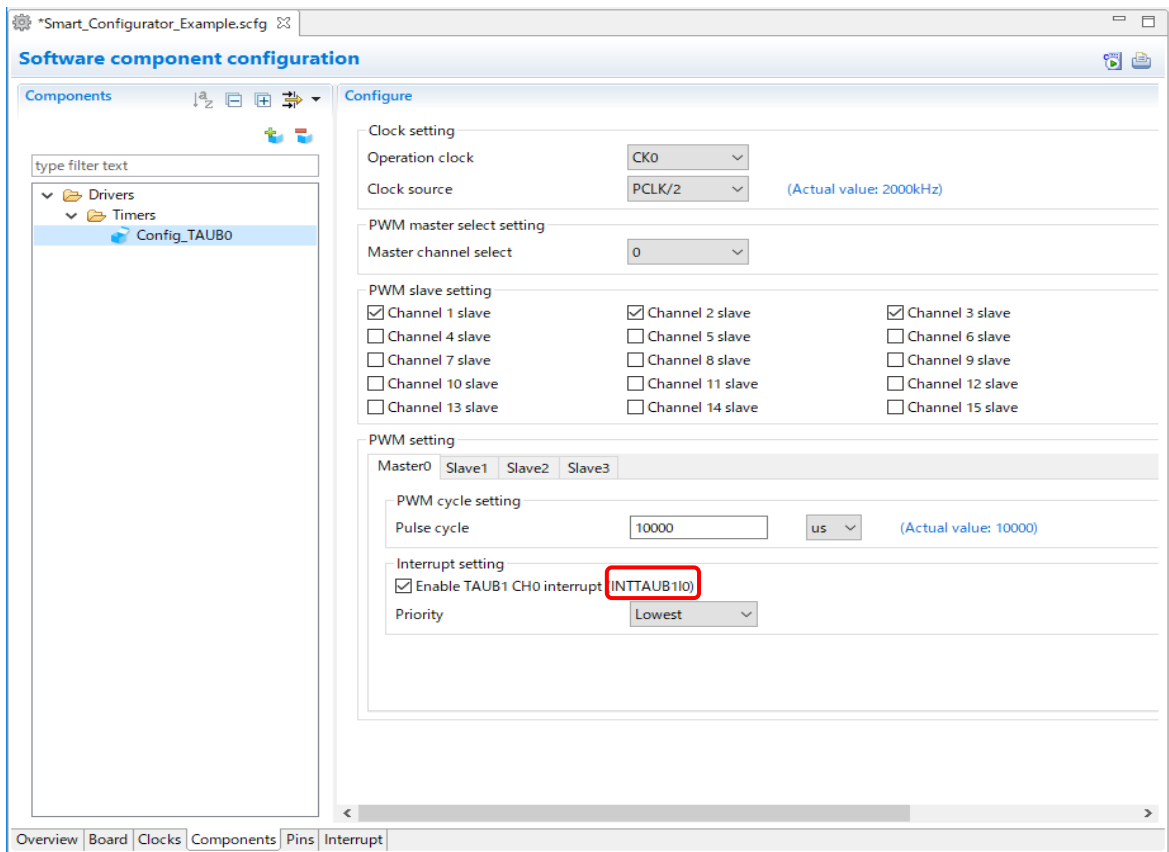 *Smart_Configurator_Example.scfg
Software component configuration
Components
Configure
type filter text
Drivers
Timers
Config_TAUB0
Clock setting
Operation clock CK0
Clock source PCLK/2 (Actual value: 2000kHz)
PWM master select setting
Master channel select 0
PWM slave setting
Channel 1 slave Channel 2 slave Channel 3 slave
Channel 4 slave Channel 5 slave Channel 6 slave
Channel 7 slave Channel 8 slave Channel 9 slave
Channel 10 slave Channel 11 slave Channel 12 slave
Channel 13 slave Channel 14 slave Channel 15 slave
PWM setting
Master0 Slave1 Slave2 Slave3
PWM cycle setting
Pulse cycle 10000 us (Actual value: 10000)
Interrupt setting
Enable TAUB1 CH0 interrupt (INTTAUB1I0)
Priority Lowest
Overview Board Clocks Components Pins Interrupt